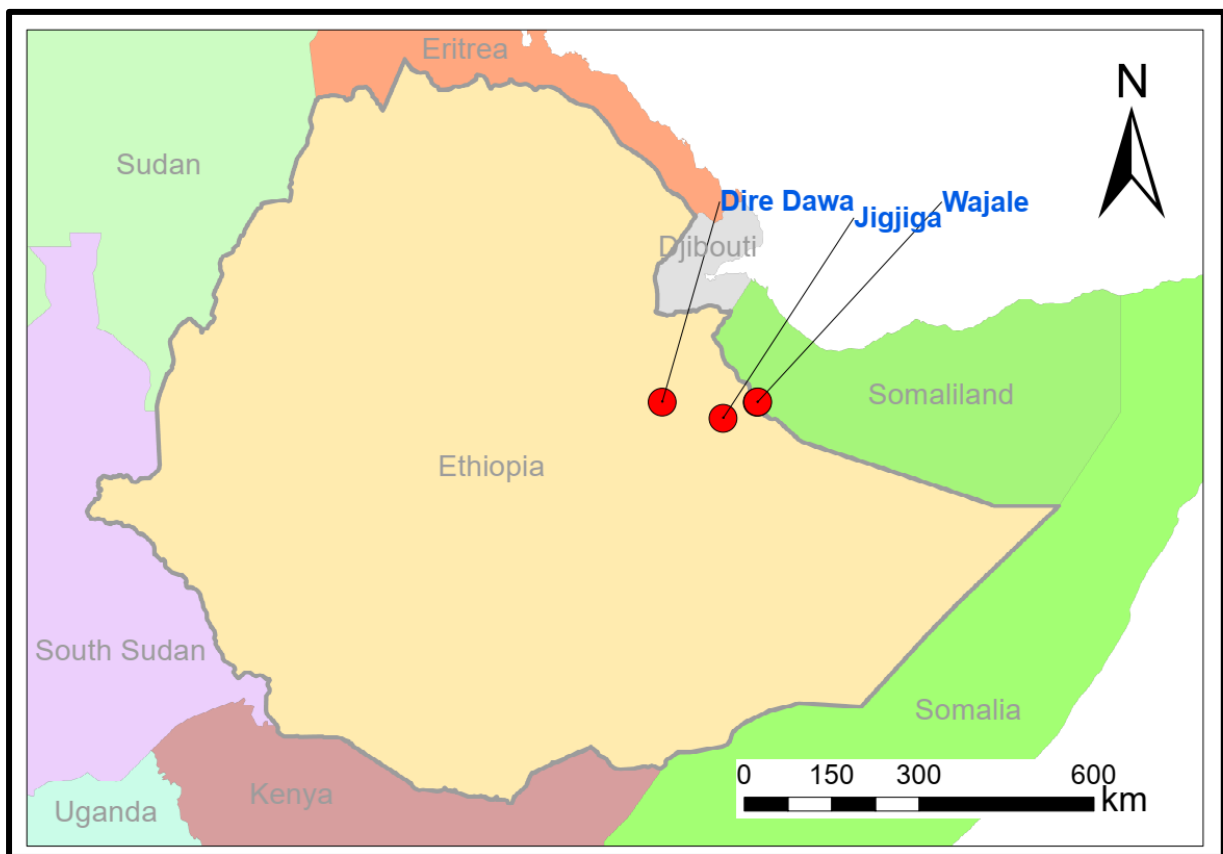 Eritrea
N
Sudan
Dire Dawa
Jigjiga
Wajale
Djibouti
Somaliland
Ethiopia
South Sudan
Somalia
0 150 300 600
km
Kenya
Uganda